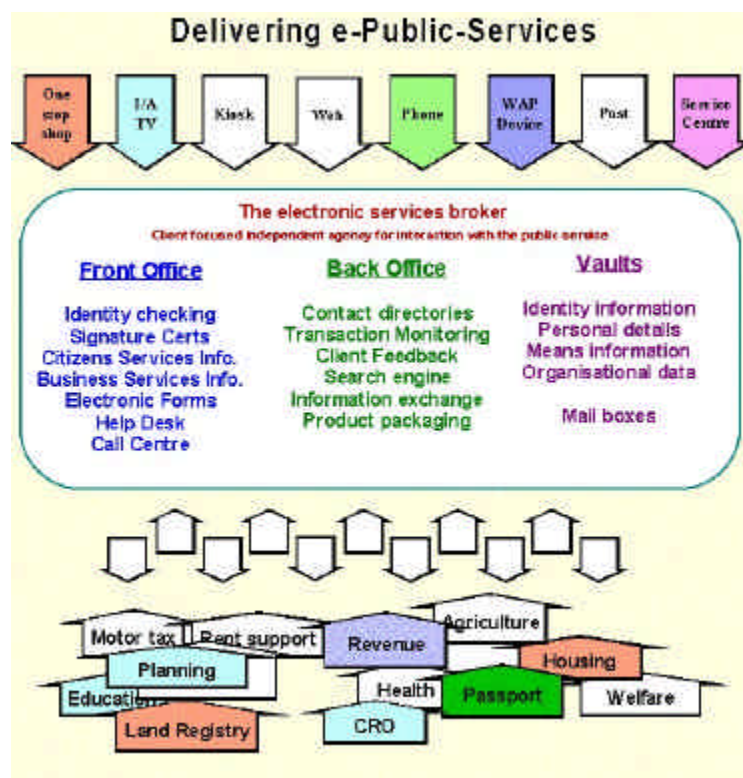 Delivering e-Public-Services
One
stop
shop
I/A
TV
Kiosk
Web
Phone
WAP
Device
Post
Service
Centre
The electronic services broker
Client focused independent agency for interaction with the public service
Front Office
Identity checking
Signature Certs
Citizens Services Info.
Business Services Info.
Electronic Forms
Help Desk
Call Centre
Back Office
Contact directories
Transaction Monitoring
Client Feedback
Search engine
Information exchange
Product packaging
Vaults
Identity information
Personal details
Means information
Organisational data
Mail boxes
Motor tax
Rent support
Revenue
Agriculture
Planning
Housing
Education
Health
Passport
Welfare
Land Registry
CRO